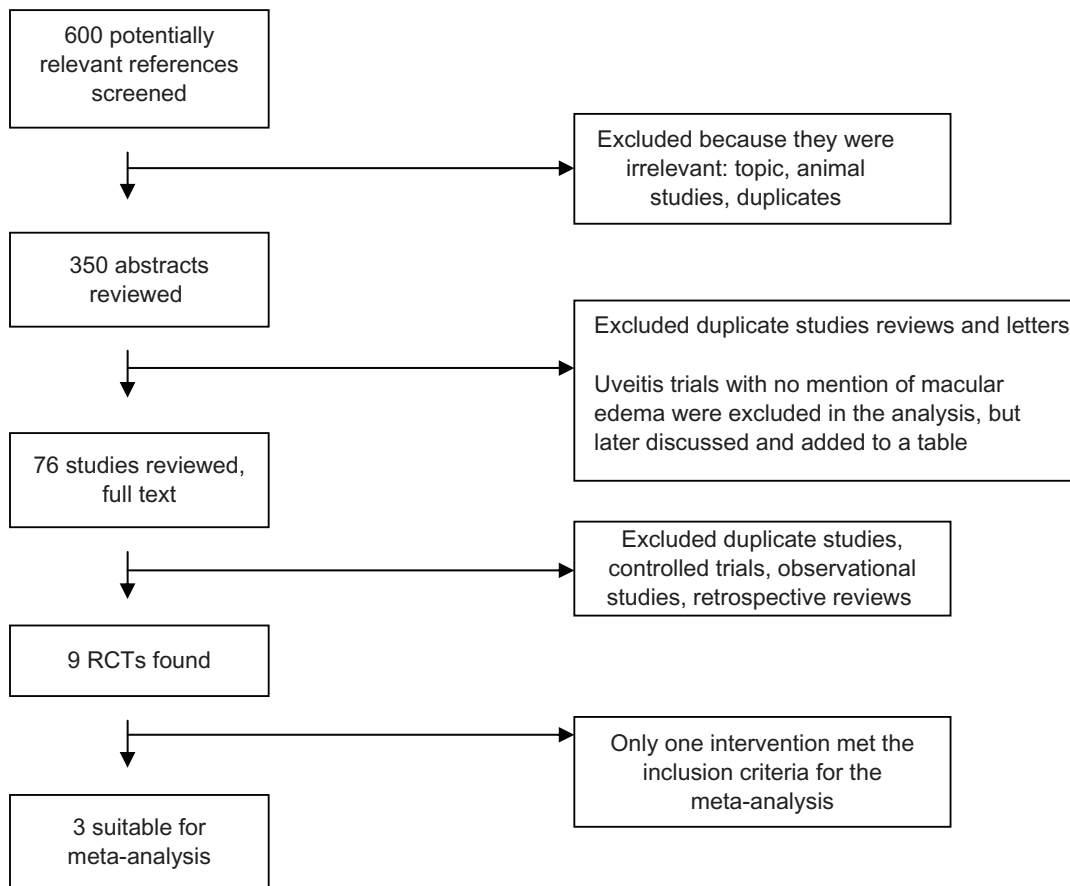 600 potentially
relevant references
screened
Excluded because they were
irrelevant: topic, animal
studies, duplicates
350 abstracts
reviewed
Excluded duplicate studies reviews and letters
Uveitis trials with no mention of macular
edema were excluded in the analysis, but
later discussed and added to a table
76 studies reviewed,
full text
Excluded duplicate studies,
controlled trials, observational
studies, retrospective reviews
9 RCTs found
Only one intervention met the
inclusion criteria for the
meta-analysis
3 suitable for
meta-analysis